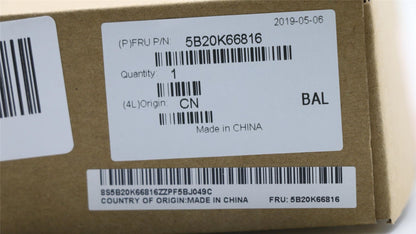 2019-05-06
(P)FRU P/N: 5B20K66816
Quantity: 1
(4L)Origin: CN
BAL
Made in CHINA
8S5B20K66816ZZPF5BJ049C
COUNTRY OF ORIGIN:MADE IN CHINA FRU: 5B20K66816